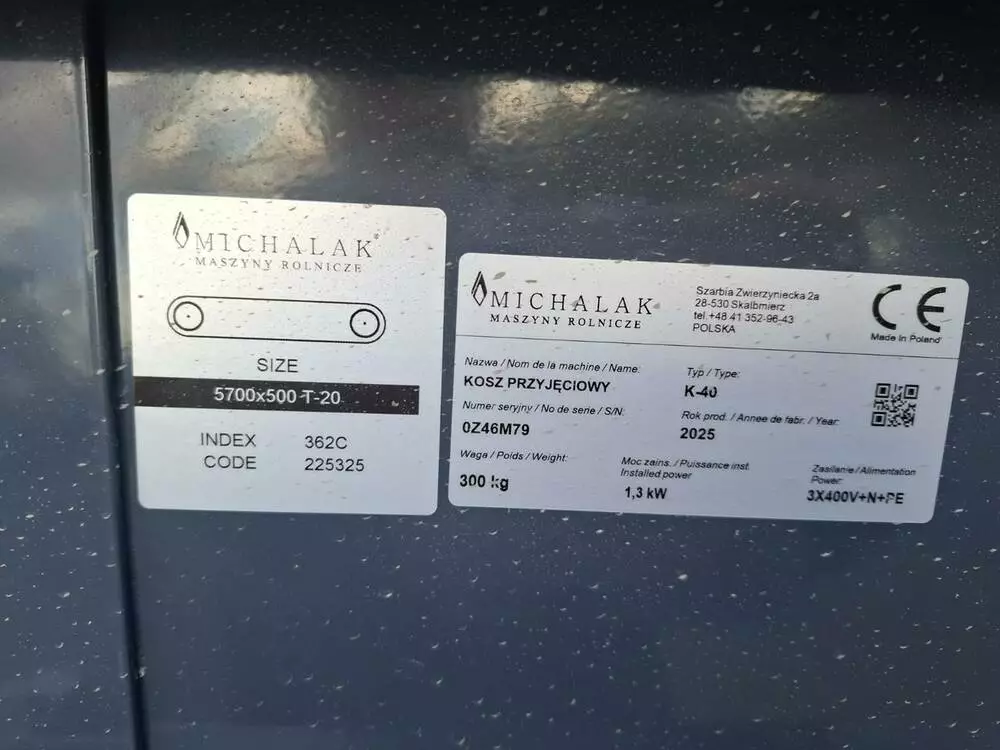 MICHALAK®
MASZYNY ROLNICZE
SIZE
5700x500 T-20
INDEX 362C
CODE 225325
MICHALAK
MASZYNY ROLNICZE
Szarbia Zwierzyniecka 2a
28-530 Skalbmierz
tel.+48 41 352-96-43
POLSKA
CE
Made in Poland
Nazwa / Nom de la machine / Name:
KOSZ PRZYJĘCIOWY
Typ / Type:
K-40
Numer seryjny / No de serie / S/N:
0Z46M79
Rok prod. / Annee de fabr. / Year:
2025
Waga / Poids / Weight:
300 kg
Moc zains. / Puissance inst.
Installed power
1,3 kW
Zasilanie / Alimentation
Power:
3X400V+N+PE